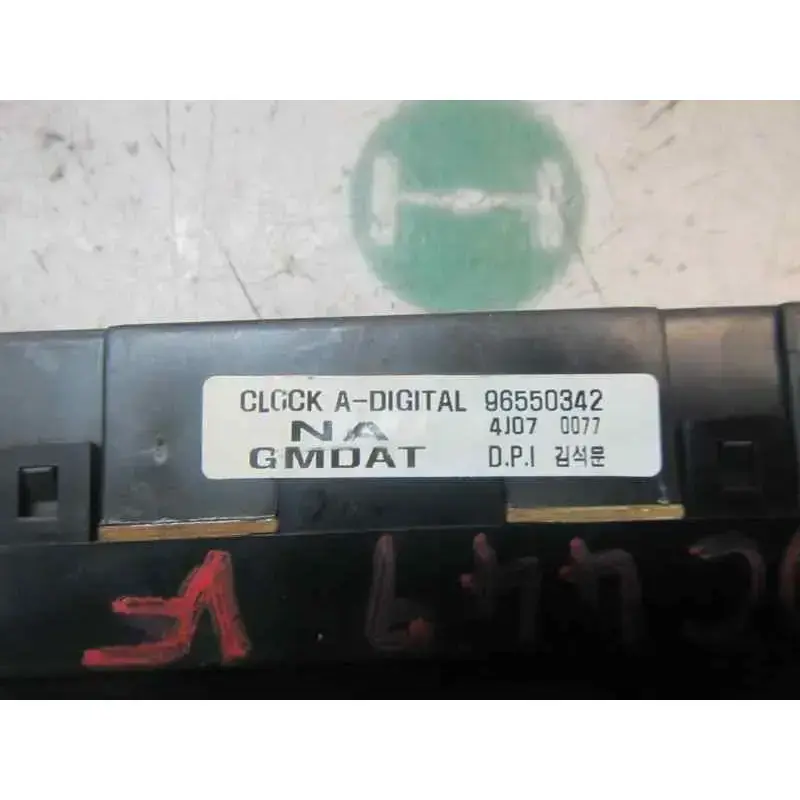 CLOCK A-DIGITAL 96550342
NA 4J07 0077
GMDAT D.P.I 김석문